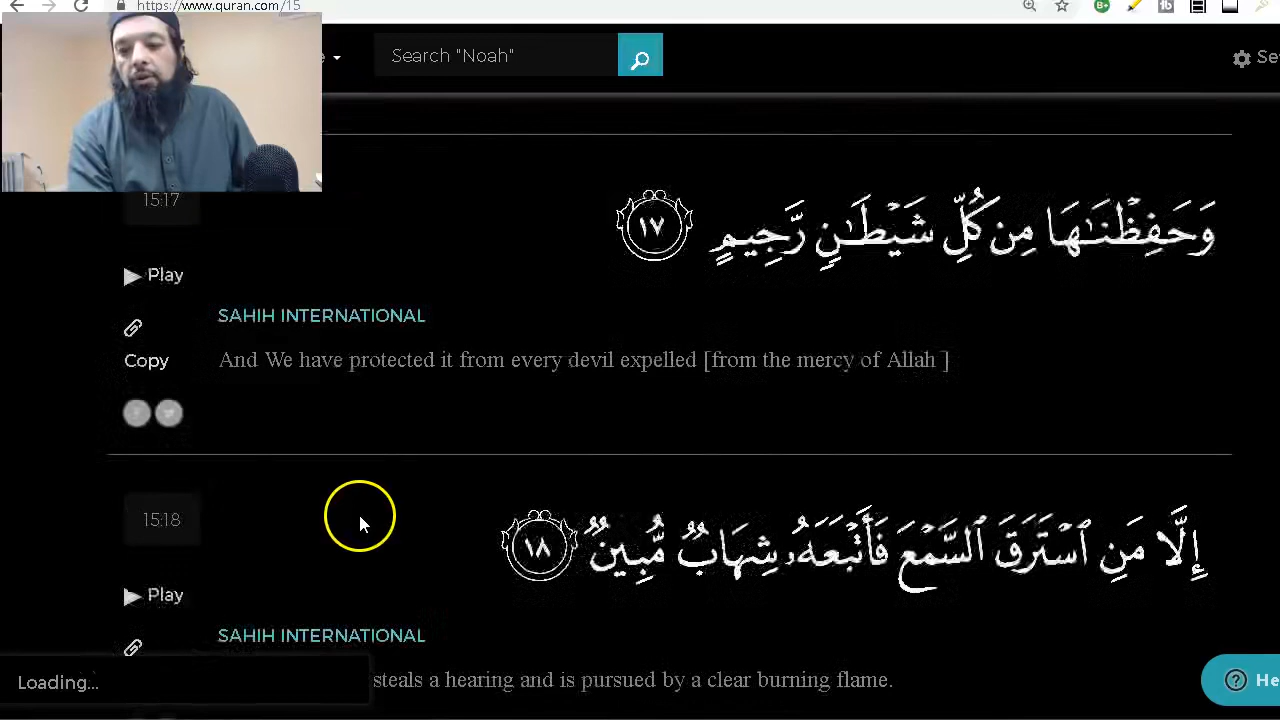 https://www.quran.com/15
Search "Noah"
15:17
وَحَفِظْنَـٰهَا مِن كُلِّ شَيْطَـٰنٍ رَّجِيمٍ ١٧
Play
SAHIH INTERNATIONAL
Copy
And We have protected it from every devil expelled [from the mercy of Allah ]
15:18
إِلَّا مَنِ ٱسْتَرَقَ ٱلسَّمْعَ فَأَتْبَعَهُۥ شِهَابٌ مُّبِينٌ ١٨
Play
SAHIH INTERNATIONAL
Loading...
steals a hearing and is pursued by a clear burning flame.